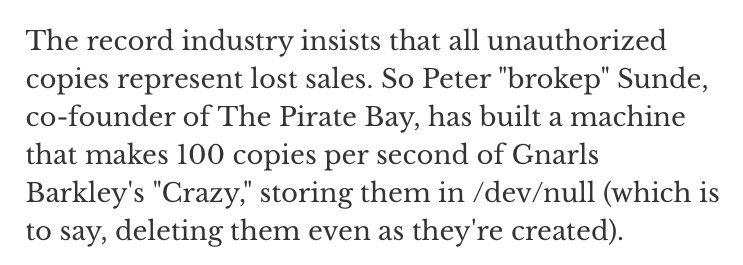 The record industry insists that all unauthorized
copies represent lost sales. So Peter "brokep" Sunde,
co-founder of The Pirate Bay, has built a machine
that makes 100 copies per second of Gnarls
Barkley's "Crazy," storing them in /dev/null (which is
to say, deleting them even as they're created).